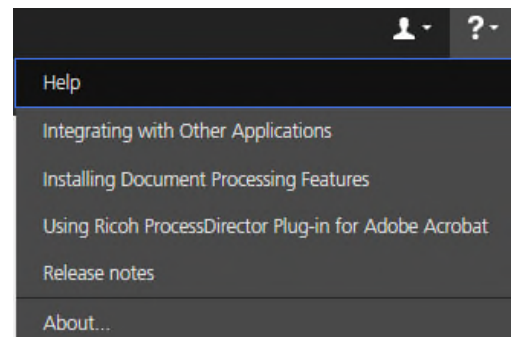 ?
Help
Integrating with Other Applications
Installing Document Processing Features
Using Ricoh ProcessDirector Plug-in for Adobe Acrobat
Release notes
About...